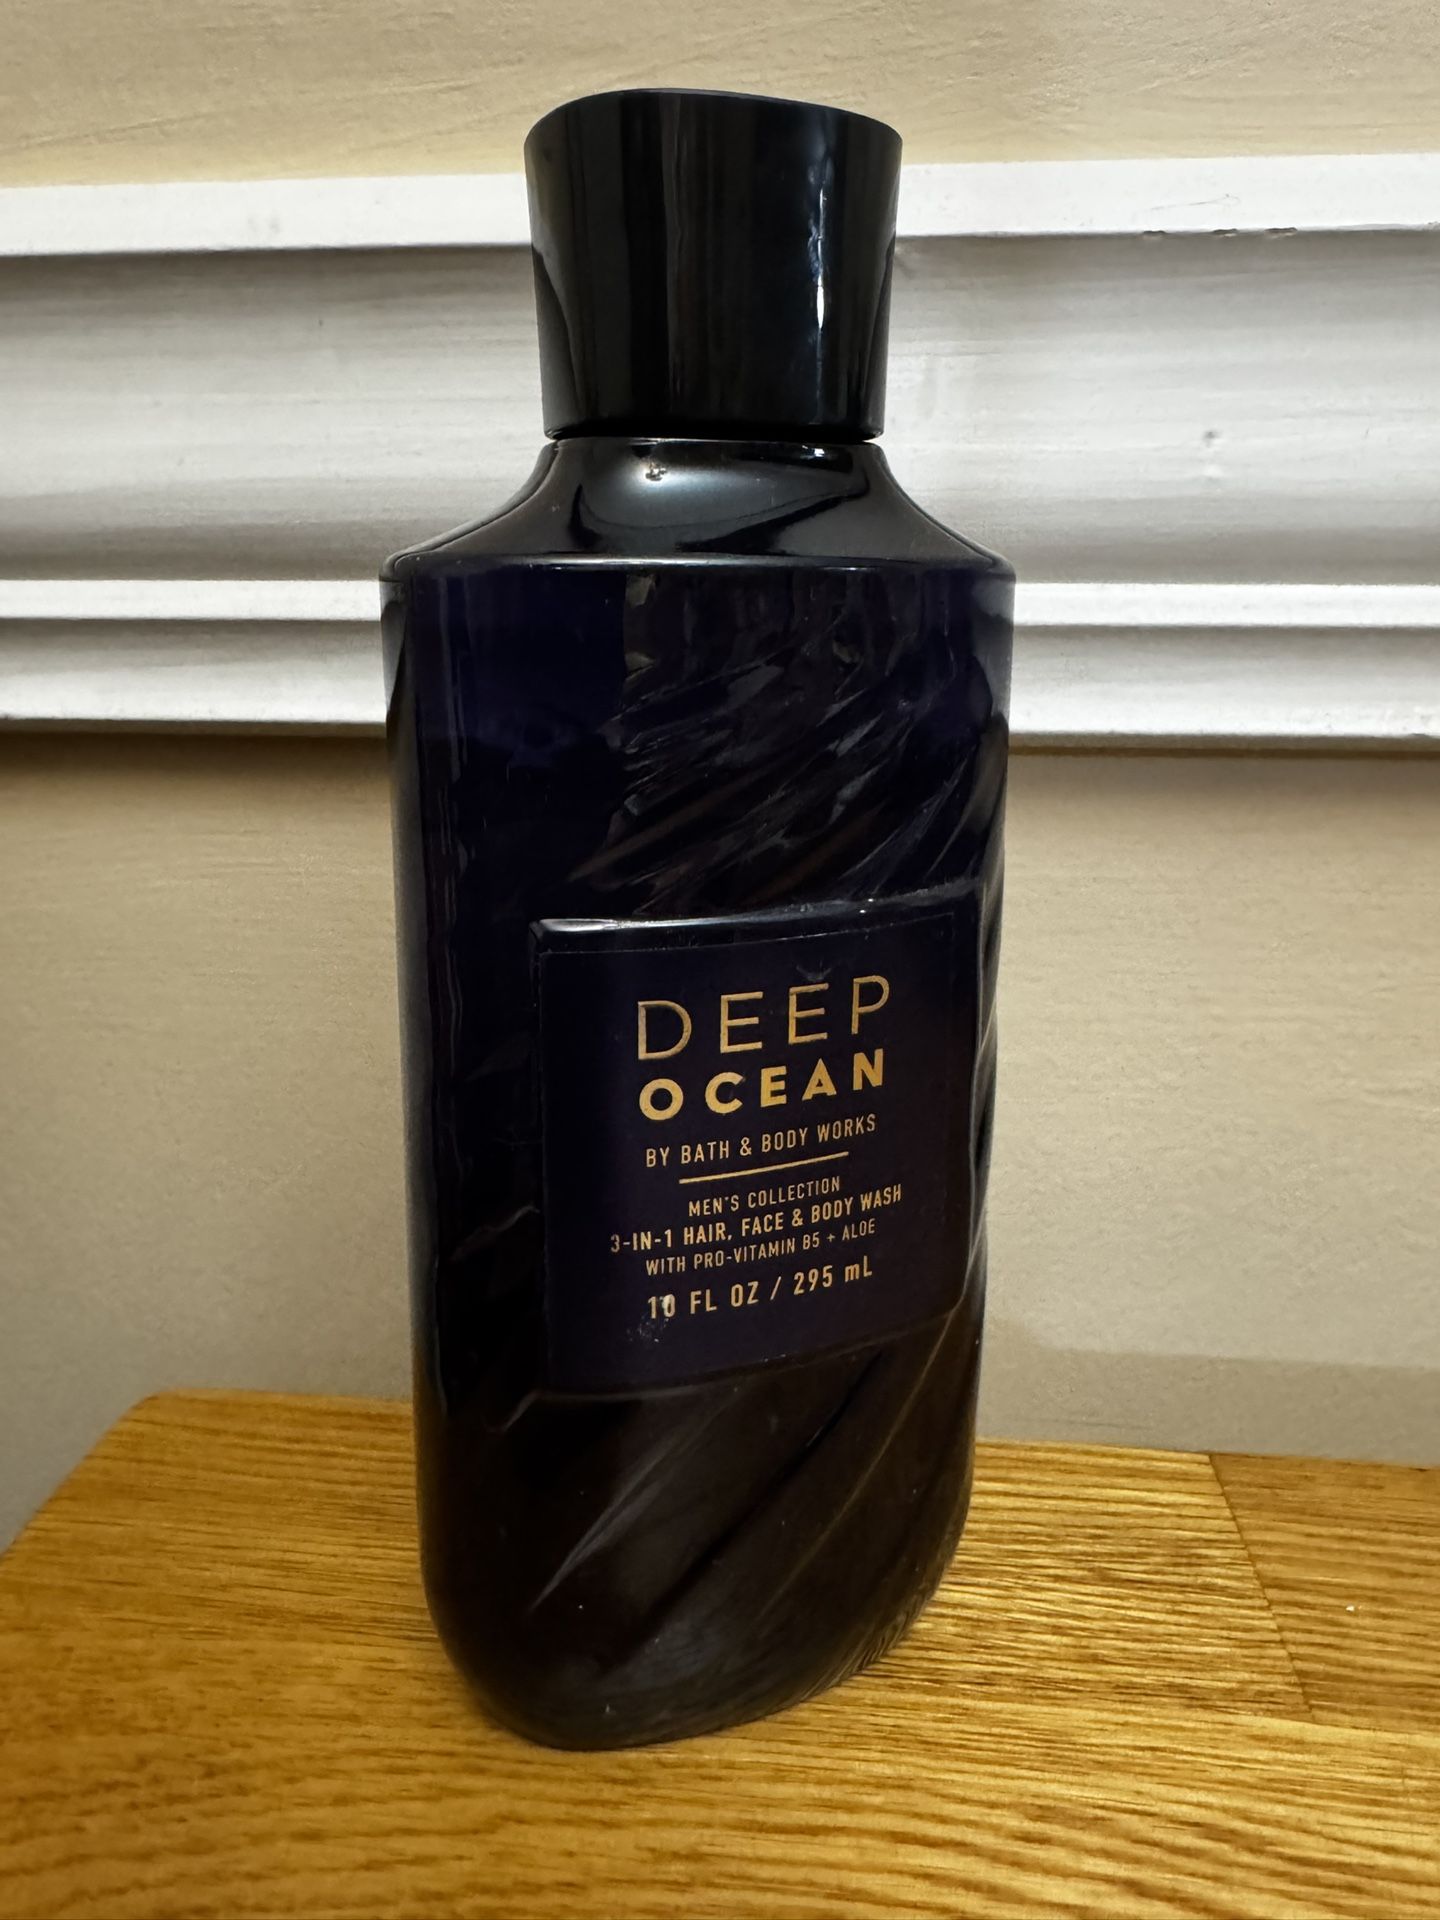 DEEP
OCEAN
BY BATH & BODY WORKS
MEN'S COLLECTION
3-IN-1 HAIR, FACE & BODY WASH
WITH PRO-VITAMIN B5 + ALOE
10 FL OZ / 295 mL